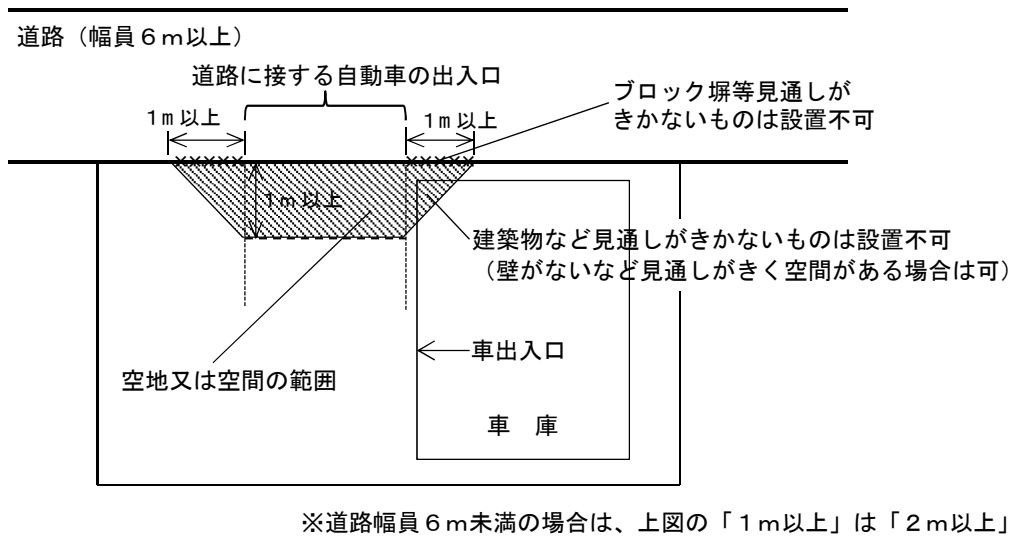 道路（幅員６ｍ以上）
道路に接する自動車の出入口
ブロック塀等見通しが
きかないものは設置不可
1ｍ以上
1ｍ以上
1ｍ以上
建築物など見通しがきかないものは設置不可
（壁がないなど見通しがきく空間がある場合は可）
車出入口
空地又は空間の範囲
車　庫
※道路幅員６ｍ未満の場合は、上図の「１ｍ以上」は「２ｍ以上」